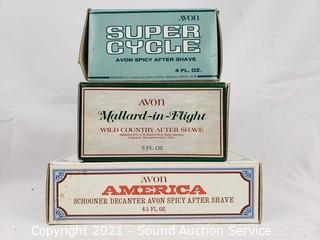 AVON
SUPER
CYCLE
AVON SPICY AFTER SHAVE
4 FL. OZ.
AVON
Mallard-in-Flight
WILD COUNTRY AFTER SHAVE
5 FL. OZ.
Avon
AMERICA
SCHOONER DECANTER AVON SPICY AFTER SHAVE
4.5 FL. OZ.
Copyright 2021 - Sound Auction Service